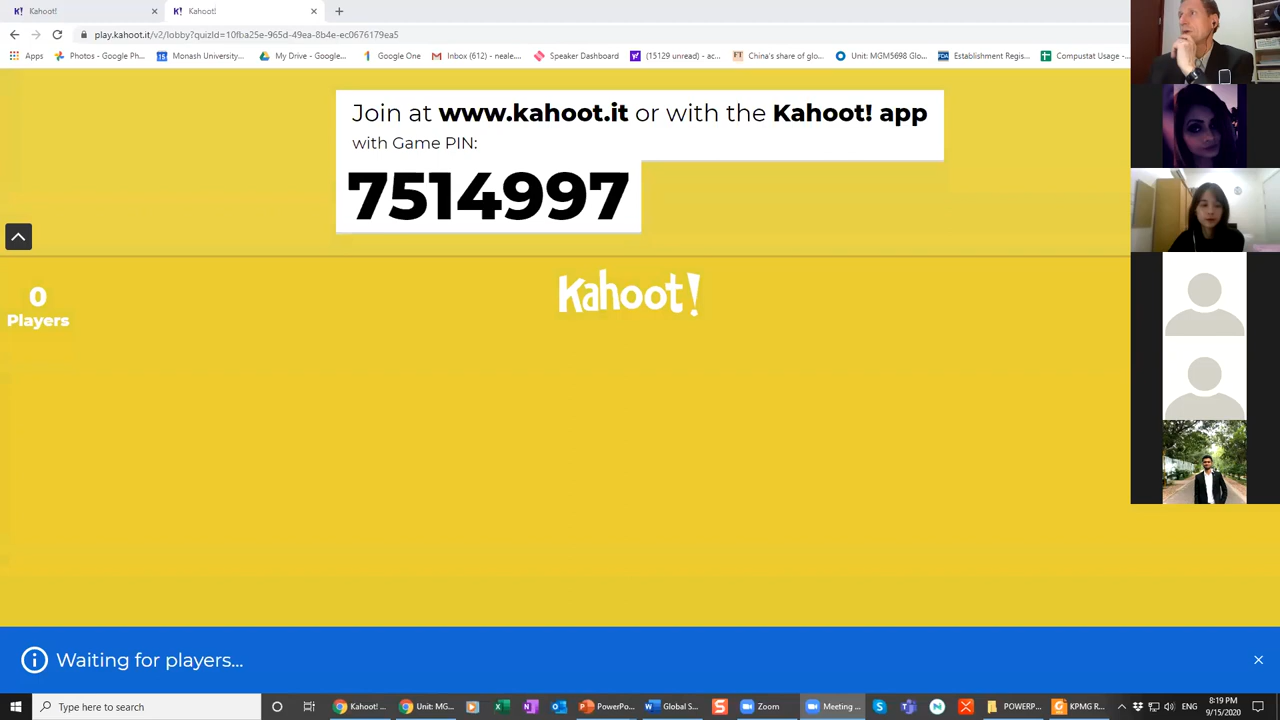 Kahoot!
Kahoot!
play.kahoot.it/v2/lobby?quizId=10fba25e-965d-49ea-8b4e-ec0676179ea5
Apps
Photos - Google Ph...
Monash University...
My Drive - Google...
Google One
Inbox (612) - neale...
Speaker Dashboard
(15129 unread) - ac...
China's share of glo...
Unit: MGM5698 Glo...
Establishment Regis...
Compustat Usage -...
Join at www.kahoot.it or with the Kahoot! app
with Game PIN:
7514997
0
Players
Kahoot!
Waiting for players...
Type here to search
Kahoot! ...
Unit: MG...
PowerPo...
Global S...
Zoom
Meeting ...
POWERP...
KPMG R...
ENG
8:19 PM
9/15/2020